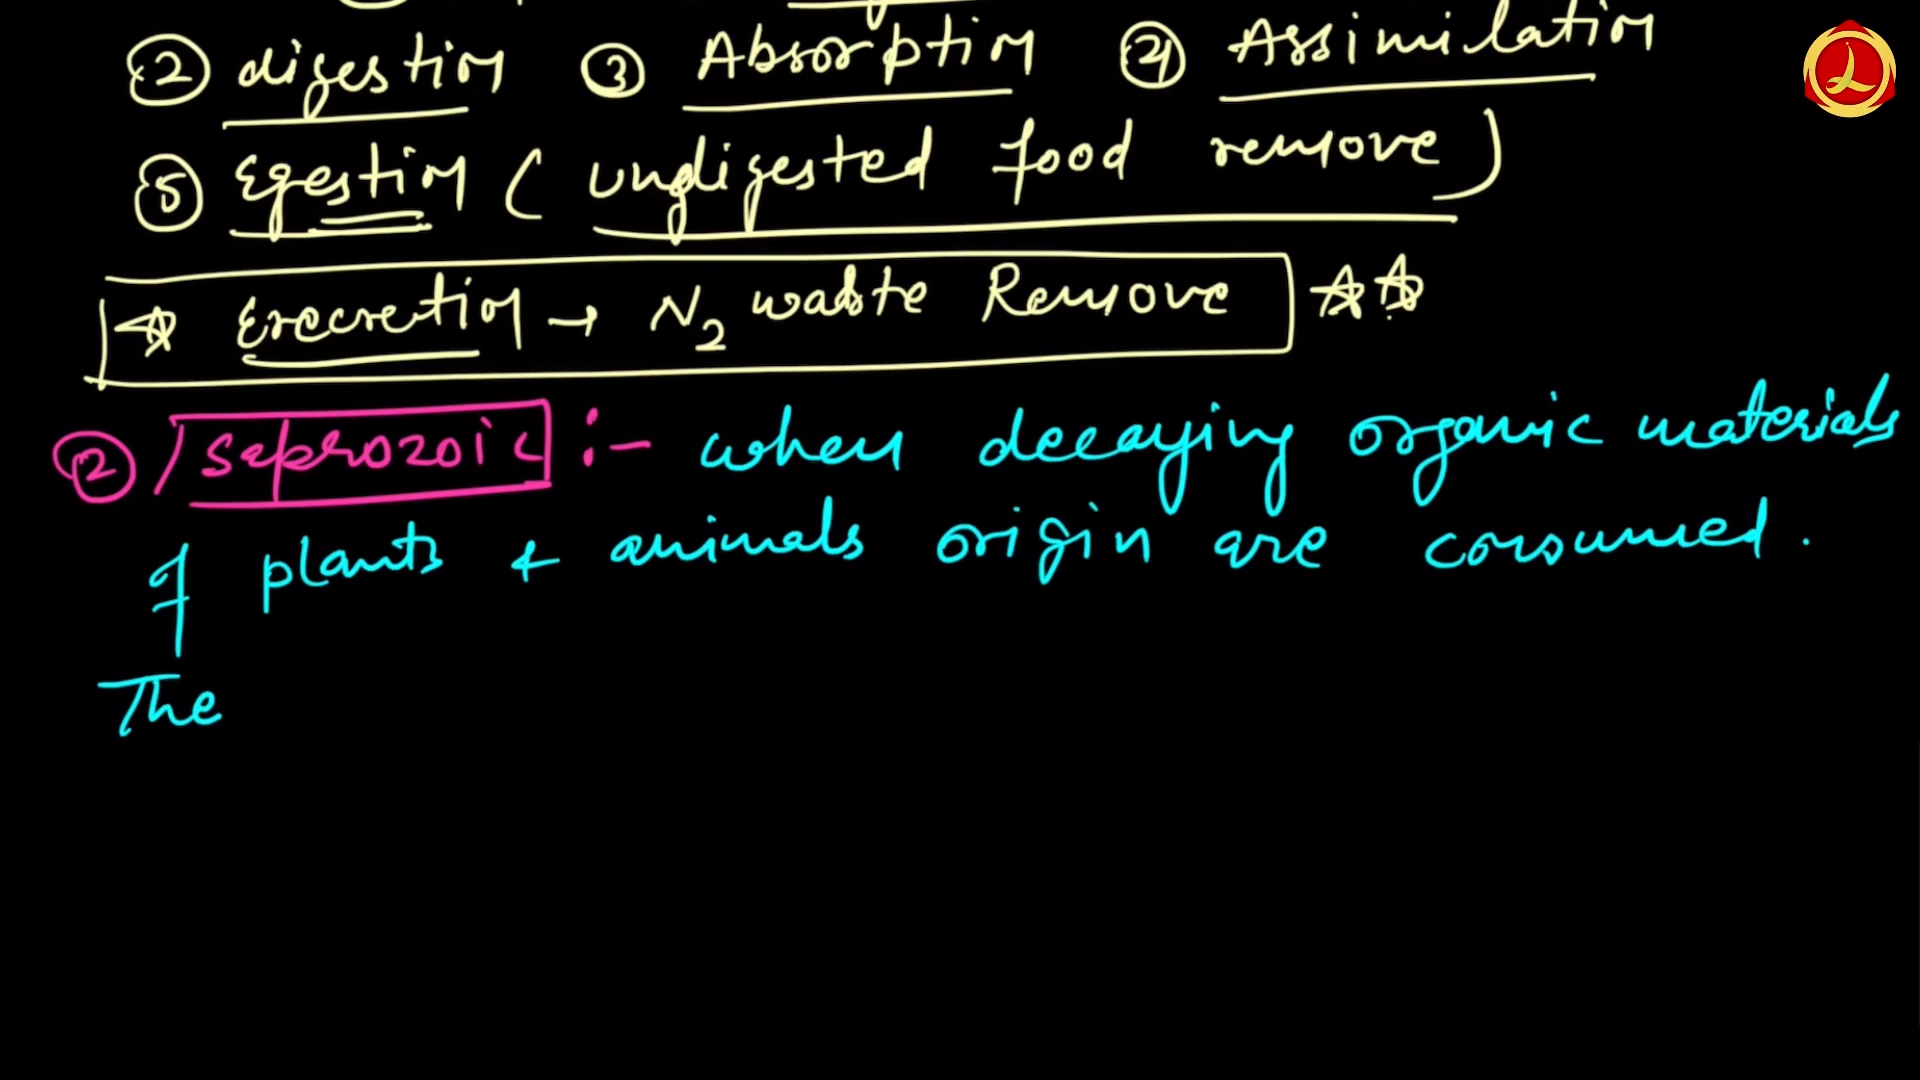 ② digestion ③ Absorption ④ Assimilation
⑤ Egestion ( undigested food remove )
☆ Excretion → N₂ waste Remove ☆☆
② Saprozoic :- when decaying organic materials
of plants & animals origin are consumed.
The